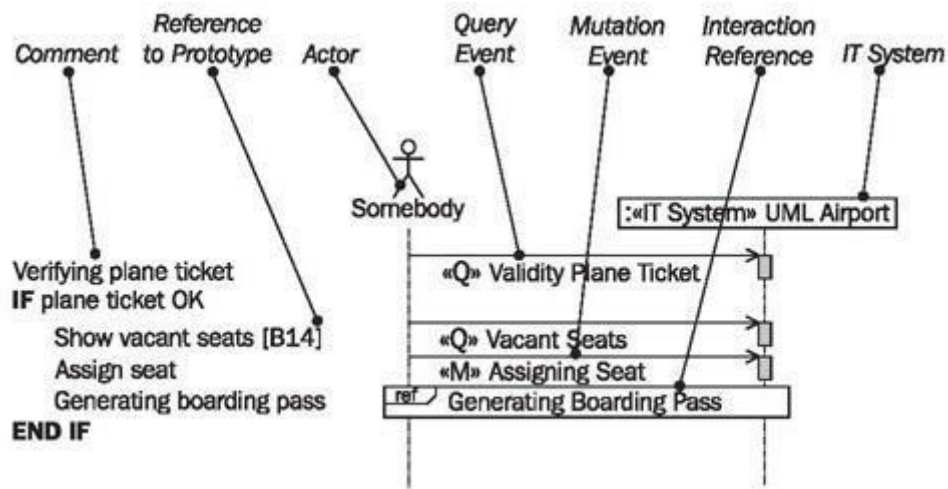 Comment
Reference
to Prototype
Actor
Query
Event
Mutation
Event
Interaction
Reference
IT System
Somebody
:«IT System» UML Airport
Verifying plane ticket
«Q» Validity Plane Ticket
IF plane ticket OK
Show vacant seats [B14]
«Q» Vacant Seats
Assign seat
«M» Assigning Seat
Generating boarding pass
ref
Generating Boarding Pass
END IF